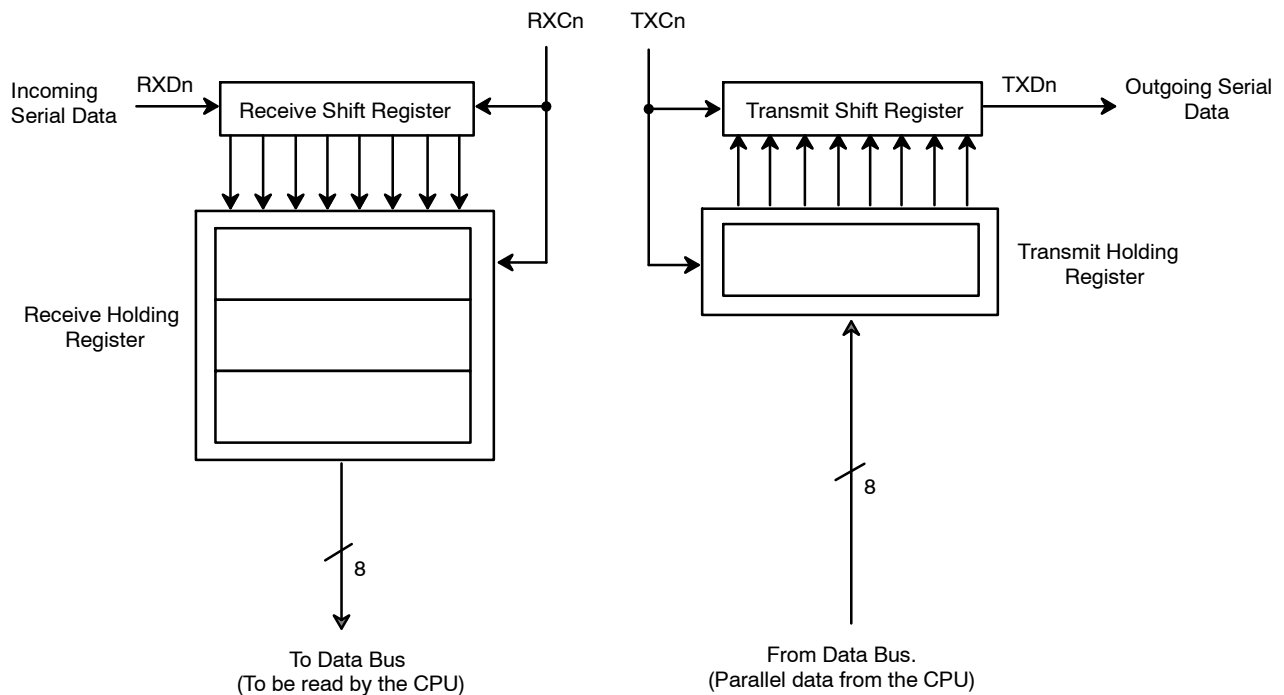 RXCn
TXCn
Incoming
Serial Data
RXDn
Receive Shift Register
Transmit Shift Register
TXDn
Outgoing Serial
Data
Receive Holding
Register
Transmit Holding
Register
8
8
To Data Bus
(To be read by the CPU)
From Data Bus.
(Parallel data from the CPU)